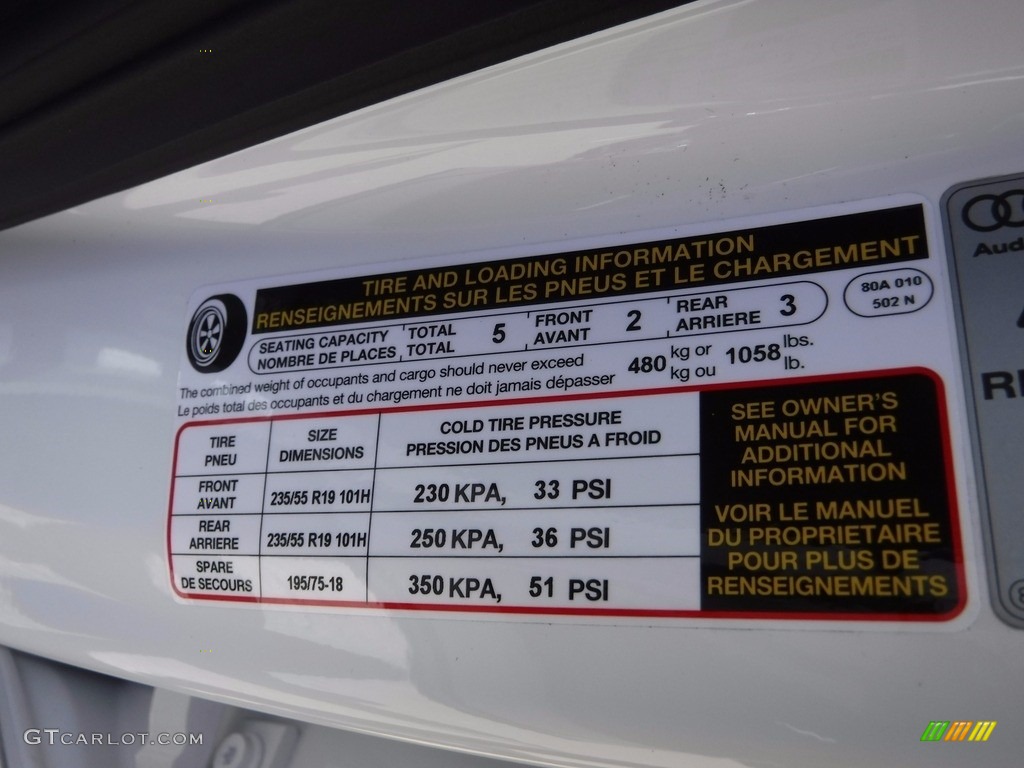 TIRE AND LOADING INFORMATION
RENSEIGNEMENTS SUR LES PNEUS ET LE CHARGEMENT
SEATING CAPACITY TOTAL 5 FRONT 2 REAR 3
NOMBRE DE PLACES TOTAL AVANT ARRIERE
80A 010
502 N
The combined weight of occupants and cargo should never exceed 480 kg or 1058 lbs.
Le poids total des occupants et du chargement ne doit jamais dépasser kg ou lb.
TIRE SIZE COLD TIRE PRESSURE
PNEU DIMENSIONS PRESSION DES PNEUS A FROID
FRONT
AVANT 235/55 R19 101H 230 KPA, 33 PSI
REAR
ARRIERE 235/55 R19 101H 250 KPA, 36 PSI
SPARE
DE SECOURS 195/75-18 350 KPA, 51 PSI
SEE OWNER'S
MANUAL FOR
ADDITIONAL
INFORMATION
VOIR LE MANUEL
DU PROPRIETAIRE
POUR PLUS DE
RENSEIGNEMENTS
GTCARLOT.COM